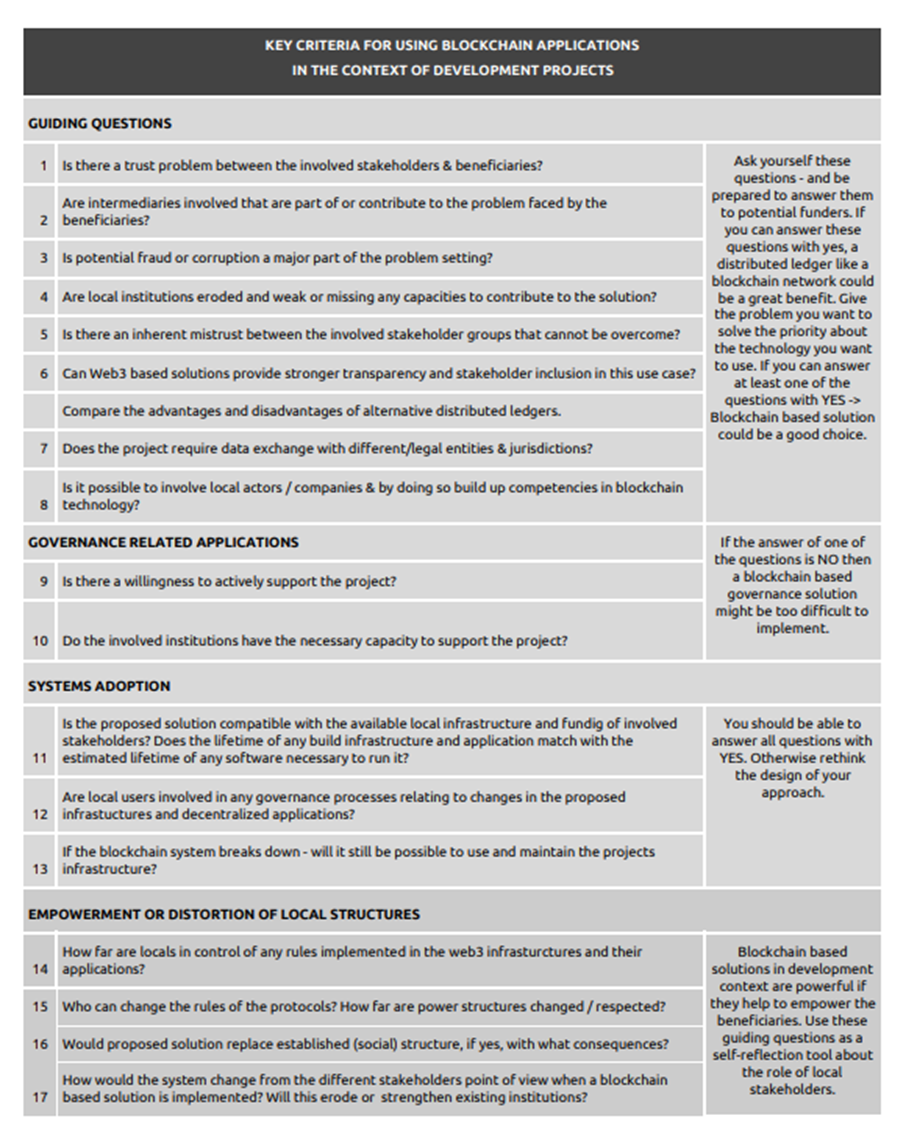 KEY CRITERIA FOR USING BLOCKCHAIN APPLICATIONS
IN THE CONTEXT OF DEVELOPMENT PROJECTS
GUIDING QUESTIONS
1 Is there a trust problem between the involved stakeholders & beneficiaries?
Are intermediaries involved that are part of or contribute to the problem faced by the
2 beneficiaries?
3 Is potential fraud or corruption a major part of the problem setting?
4 Are local institutions eroded and weak or missing any capacities to contribute to the solution?
5 Is there an inherent mistrust between the involved stakeholder groups that cannot be overcome?
6 Can Web3 based solutions provide stronger transparency and stakeholder inclusion in this use case?
Compare the advantages and disadvantages of alternative distributed ledgers.
7 Does the project require data exchange with different/legal entities & jurisdictions?
Is it possible to involve local actors / companies & by doing so build up competencies in blockchain
8 technology?
Ask yourself these
questions - and be
prepared to answer them
to potential funders. If
you can answer these
questions with yes, a
distributed ledger like a
blockchain network could
be a great benefit. Give
the problem you want to
solve the priority about
the technology you want
to use. If you can answer
at least one of the
questions with YES ->
Blockchain based solution
could be a good choice.
GOVERNANCE RELATED APPLICATIONS
9 Is there a willingness to actively support the project?
10 Do the involved institutions have the necessary capacity to support the project?
If the answer of one of
the questions is NO then
a blockchain based
governance solution
might be too difficult to
implement.
SYSTEMS ADOPTION
Is the proposed solution compatible with the available local infrastructure and fundig of involved
stakeholders? Does the lifetime of any build infrastructure and application match with the
11 estimated lifetime of any software necessary to run it?
Are local users involved in any governance processes relating to changes in the proposed
12 infrastuctures and decentralized applications?
If the blockchain system breaks down - will it still be possible to use and maintain the projects
13 infrastructure?
You should be able to
answer all questions with
YES. Otherwise rethink
the design of your
approach.
EMPOWERMENT OR DISTORTION OF LOCAL STRUCTURES
How far are locals in control of any rules implemented in the web3 infrasturctures and their
14 applications?
15 Who can change the rules of the protocols? How far are power structures changed / respected?
16 Would proposed solution replace established (social) structure, if yes, with what consequences?
How would the system change from the different stakeholders point of view when a blockchain
17 based solution is implemented? Will this erode or strengthen existing institutions?
Blockchain based
solutions in development
context are powerful if
they help to empower the
beneficiaries. Use these
guiding questions as a
self-reflection tool about
the role of local
stakeholders.